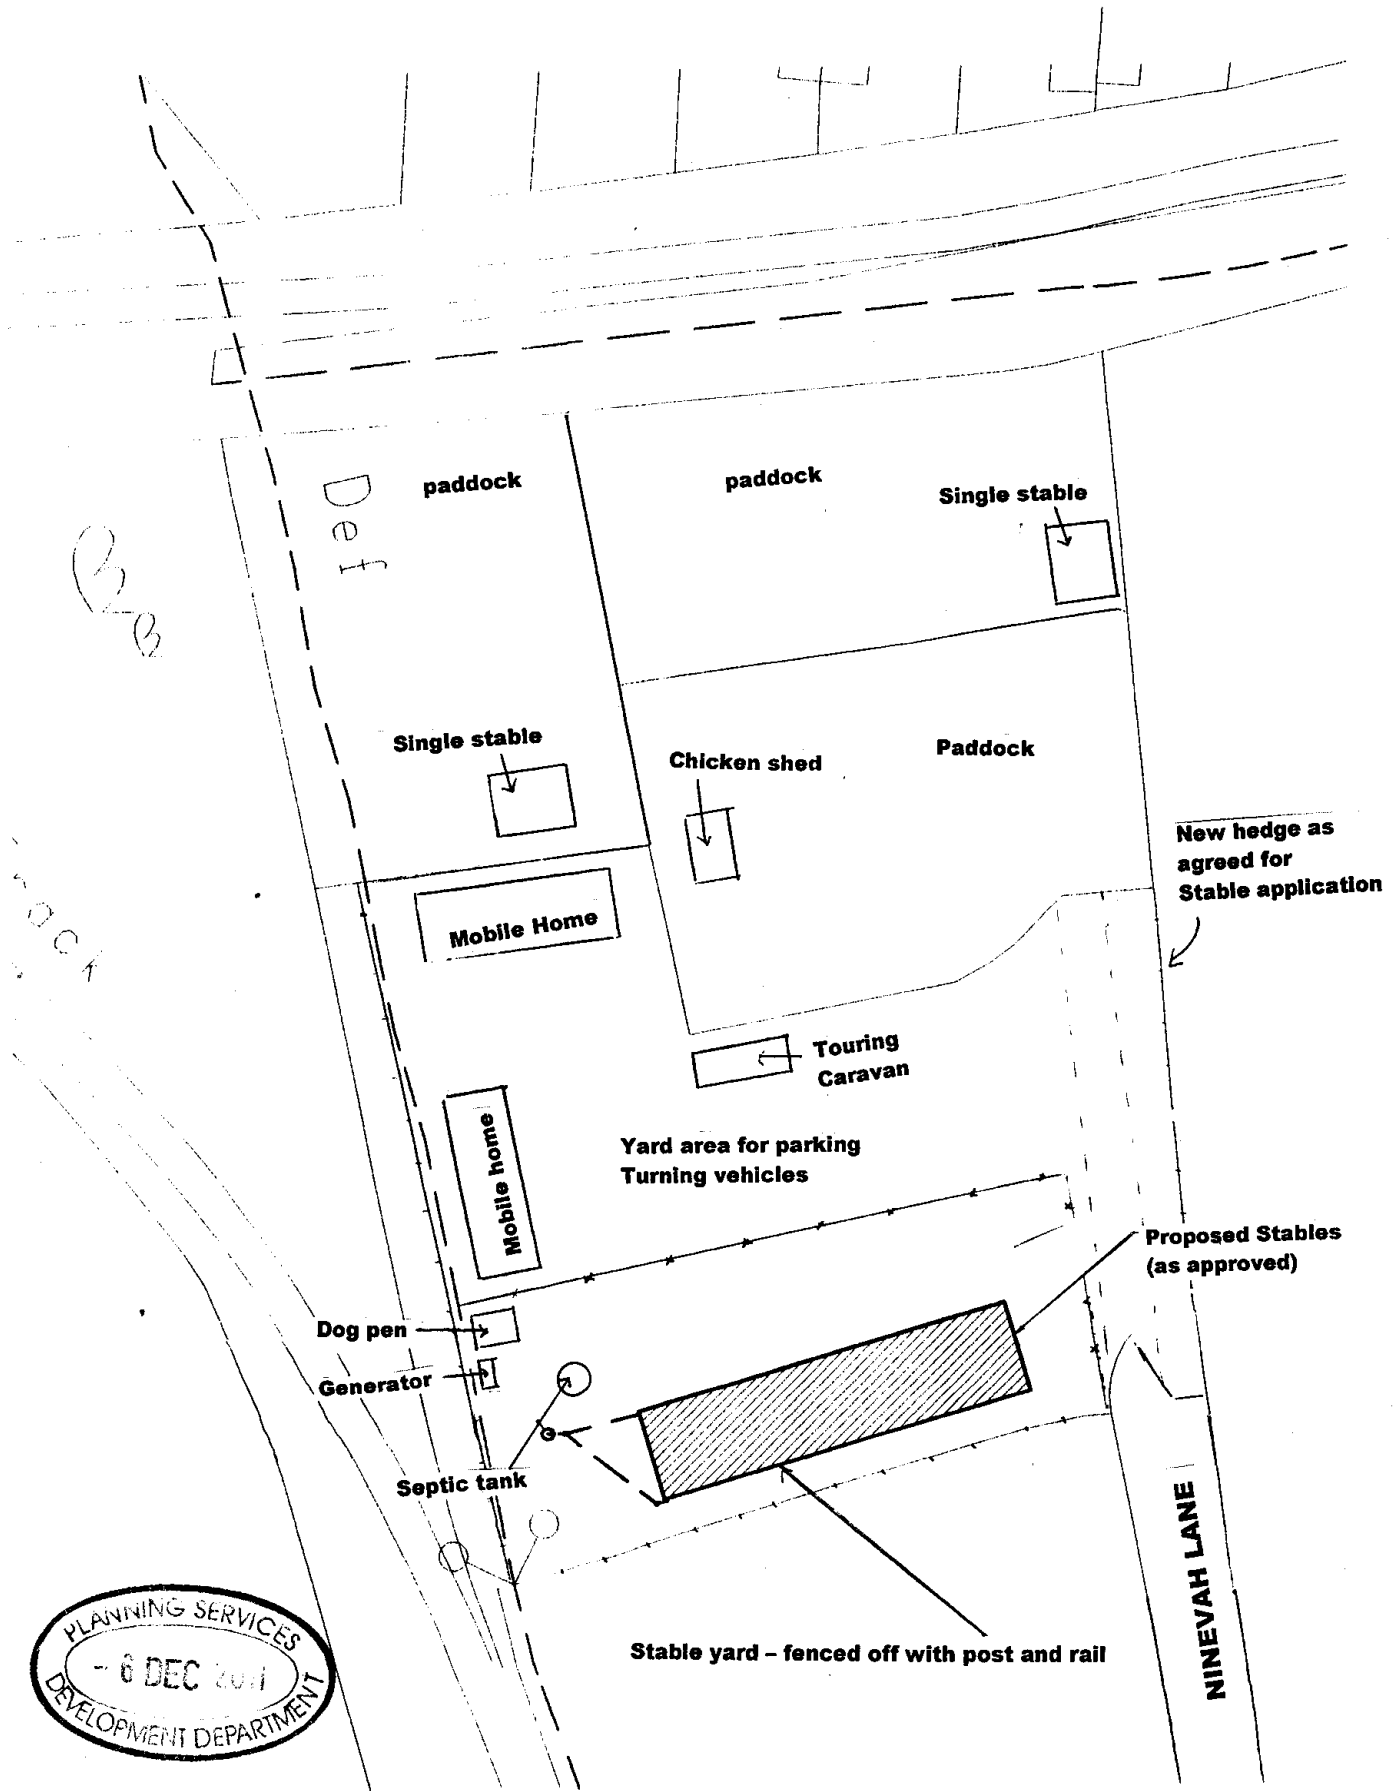 paddock
paddock
Single stable
Def
Single stable
Chicken shed
Paddock
New hedge as
agreed for
Stable application
Mobile Home
Touring
Caravan
Mobile home
Yard area for parking
Turning vehicles
Proposed Stables
(as approved)
Dog pen
Generator
Septic tank
Stable yard – fenced off with post and rail
NINEVAH LANE
PLANNING SERVICES
- 6 DEC
DEVELOPMENT DEPARTMENT